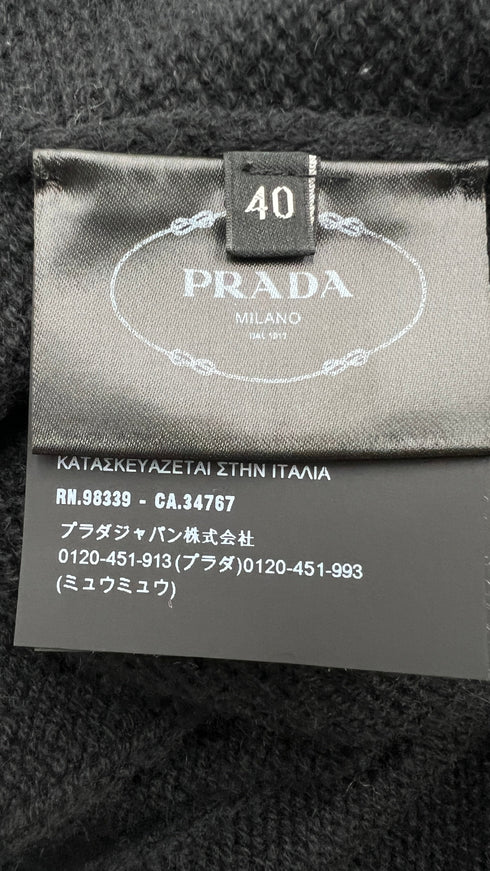 40
PRADA
MILANO
DAL 1913
ΚΑΤΑΣΚΕΥΑΖΕΤΑΙ ΣΤΗΝ ΙΤΑΛΙΑ
RN.98339 - CA.34767
プラダジャパン株式会社
0120-451-913(プラダ)0120-451-993
(ミュウミュウ)